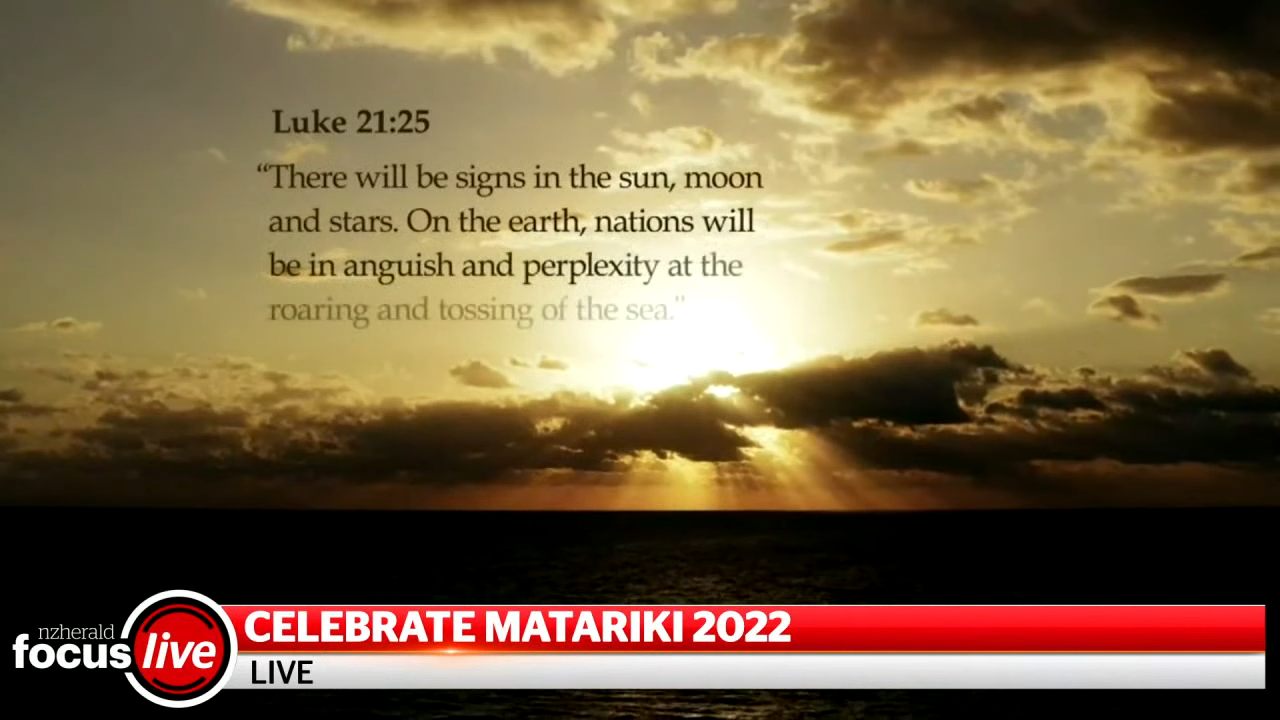 Luke 21:25
“There will be signs in the sun, moon
and stars. On the earth, nations will
be in anguish and perplexity at the
roaring and tossing of the sea."
CELEBRATE MATARIKI 2022
nzherald
focus live
LIVE